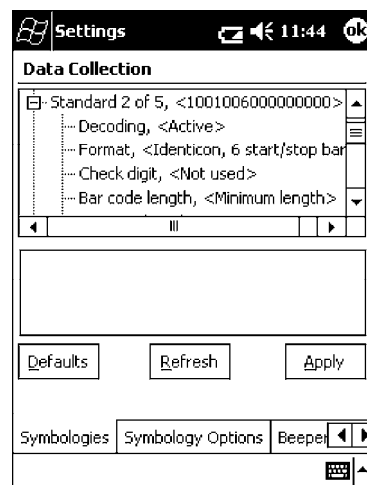 Settings 11:44 ok
Data Collection
Standard 2 of 5, <1001006000000000>
Decoding, <Active>
Format, <Identicon, 6 start/stop bar
Check digit, <Not used>
Bar code length, <Minimum length>
Defaults Refresh Apply
Symbologies Symbology Options Beeper